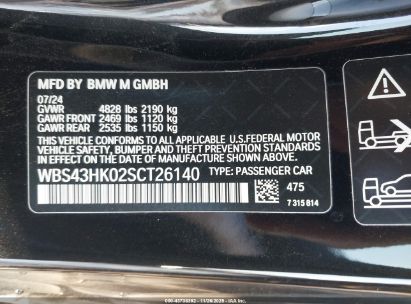 MFD BY BMW M GMBH
07/24
GVWR 4828 lbs 2190 kg
GAWR FRONT 2469 lbs 1120 kg
GAWR REAR 2535 lbs 1150 kg
THIS VEHICLE CONFORMS TO ALL APPLICABLE U.S.FEDERAL MOTOR
VEHICLE SAFETY, BUMPER, AND THEFT PREVENTION STANDARDS
IN EFFECT ON THE DATE OF MANUFACTURE SHOWN ABOVE.
WBS43HK02SCT26140 TYPE: PASSENGER CAR
475
7 315 814